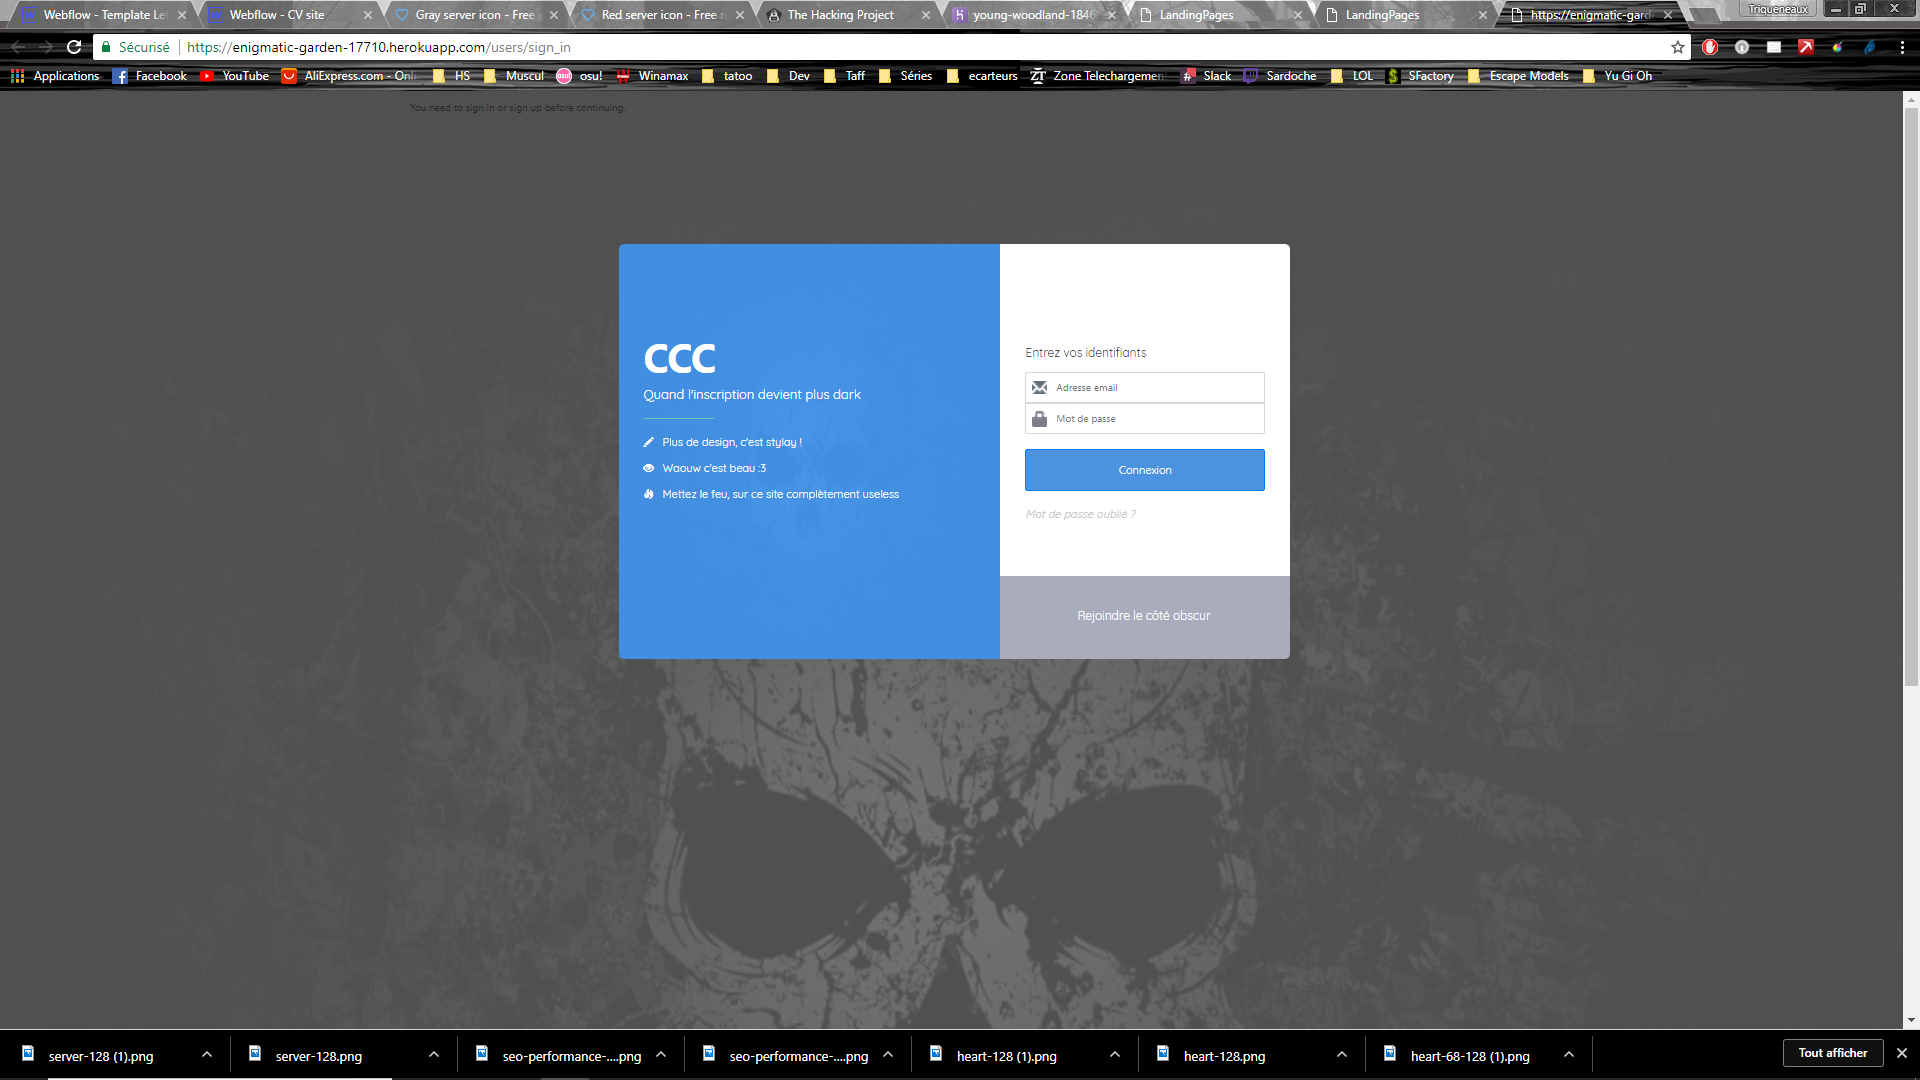 Webflow - Template Le
Webflow - CV site
Gray server icon - Free
Red server icon - Free
The Hacking Project
young-woodland-1846
LandingPages
LandingPages
https://enigmatic-gard
Triqueneaux
Sécurisé
https://enigmatic-garden-17710.herokuapp.com/users/sign_in
Applications
Facebook
YouTube
AliExpress.com - Onli
HS
Muscul
osu!
Winamax
tatoo
Dev
Taff
Séries
ecarteurs
Zone Telechargemen
Slack
Sardoche
LOL
SFactory
Escape Models
Yu Gi Oh
You need to sign in or sign up before continuing.
CCC
Quand l'inscription devient plus dark
Plus de design, c'est stylay !
Waouw c'est beau :3
Mettez le feu, sur ce site complètement useless
Entrez vos identifiants
Adresse email
Mot de passe
Connexion
Mot de passe oublié ?
Rejoindre le côté obscur
server-128 (1).png
server-128.png
seo-performance-....png
seo-performance-....png
heart-128 (1).png
heart-128.png
heart-68-128 (1).png
Tout afficher